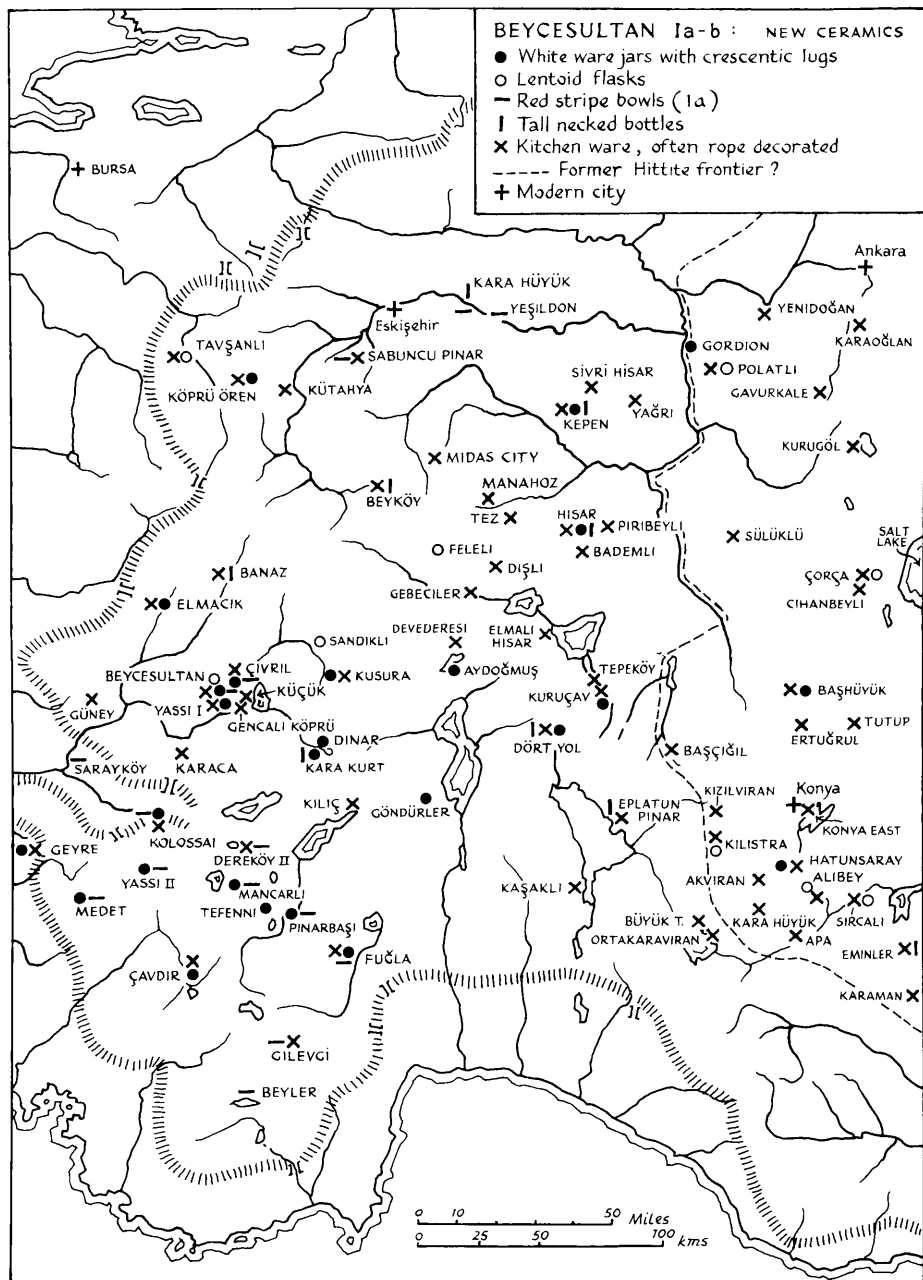 BEYCESULTAN Ia-b : NEW CERAMICS
White ware jars with crescentic lugs
Lentoid flasks
Red stripe bowls (1a)
Tall necked bottles
Kitchen ware, often rope decorated
Former Hittite frontier ?
Modern city
BURSA
Ankara
KARA HÜYÜK
YEŞILDON
Eskişehir
YENIDOĞAN
KARAOĞLAN
TAVŞANLI
SABUNCU PINAR
GORDION
POLATLI
KÖPRÜ ÖREN
KÜTAHYA
SİVRİ HISAR
GAVURKALE
KEPEN
YAĞRI
KURUGÖL
MIDAS CITY
BEYKÖY
MANAHOZ
TEZ
HISAR
PIRIBEYLI
SÜLÜKLÜ
SALT
LAKE
FELELI
BADEMLI
DIŞLI
BANAZ
ÇORÇA
CIHANBEYLI
GEBECILER
ELMACIK
DEVEDERESI
ELMALI
HISAR
SANDIKLI
BEYCESULTAN
ÇIVRIL
KUSURA
AYDOĞMUŞ
TEPEKÖY
KÜÇÜK
KURUÇAY
BAŞHÜYÜK
GÜNEY
YASSI I
GENCALI KÖPRÜ
DINAR
DÖRT YOL
ERTUĞRUL
TUTUP
SARAYKÖY
KARACA
KARA KURT
BAŞÇIĞIL
KILIÇ
GÖNDÜRLER
EPLATUN
PINAR
KIZILVIRAN
Konya
KONYA EAST
KOLOSSAI
GEYRE
DEREKÖY II
KILISTRA
HATUNSARAY
YASSI II
MANCARLI
KAŞAKLI
AKVIRAN
ALIBEY
MEDET
TEFENNI
PINARBAŞI
BÜYÜK T.
KARA HÜYÜK
SIRCALI
ORTAKARAVIRAN
APA
EMINLER
FUĞLA
ÇAVDIR
KARAMAN
GILEVGI
BEYLER
0 10 50 Miles
0 25 50 100 kms